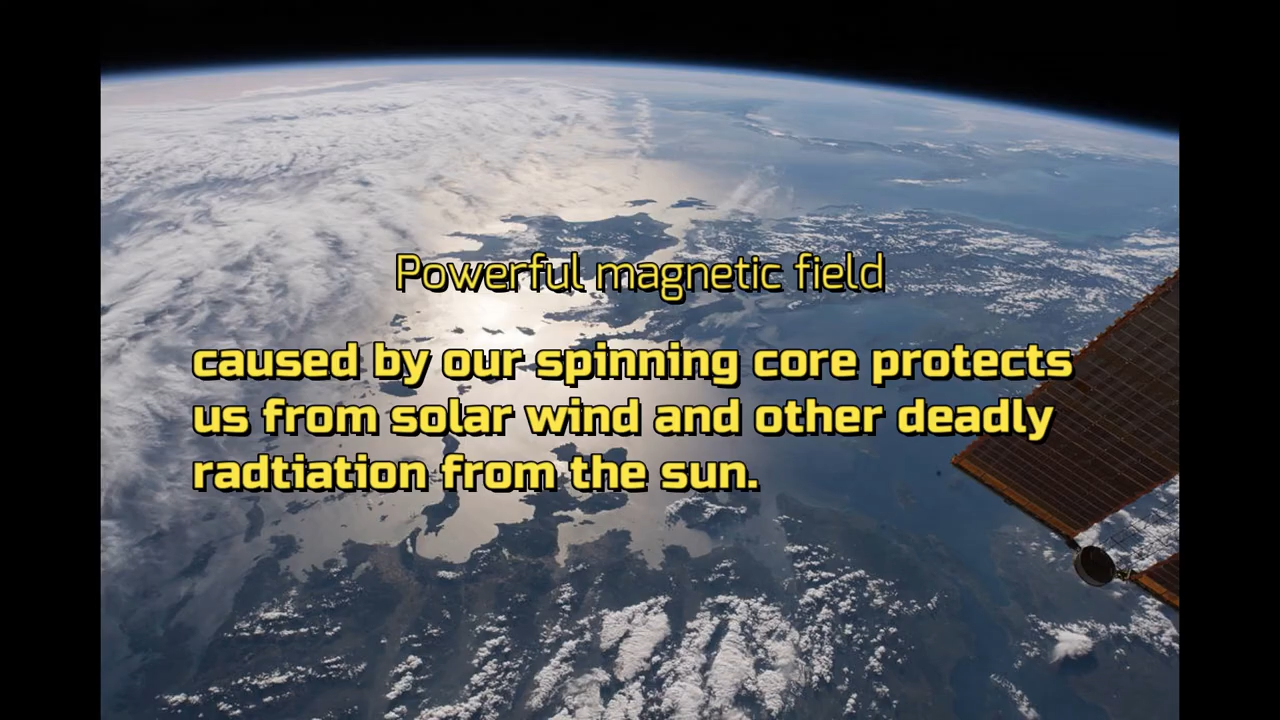 Powerful magnetic field
caused by our spinning core protects
us from solar wind and other deadly
radtiation from the sun.